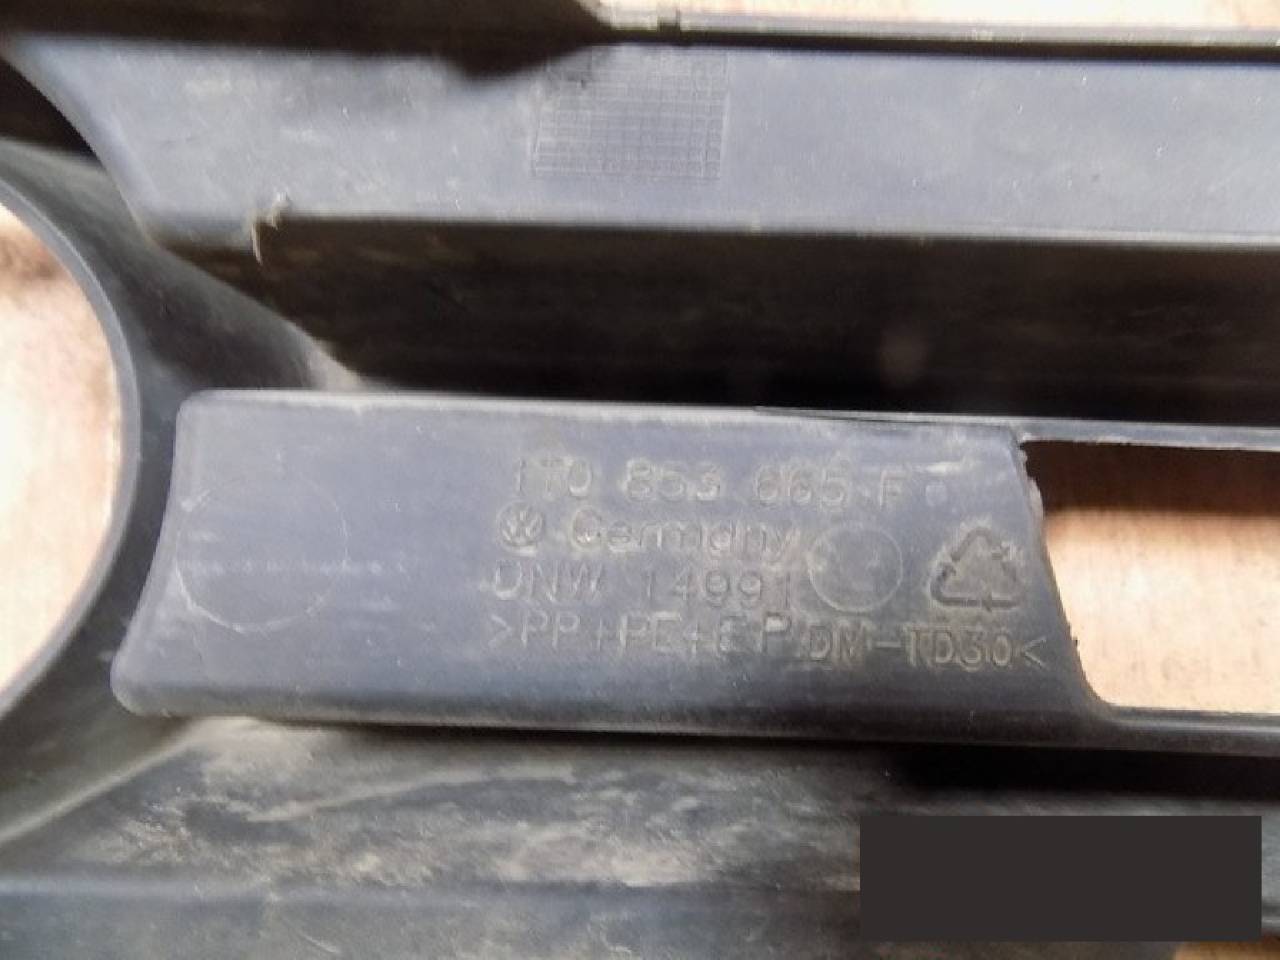 1T0 853 665 F
Germany
DNW 14991
>PP+PE+EPDM-TD30<